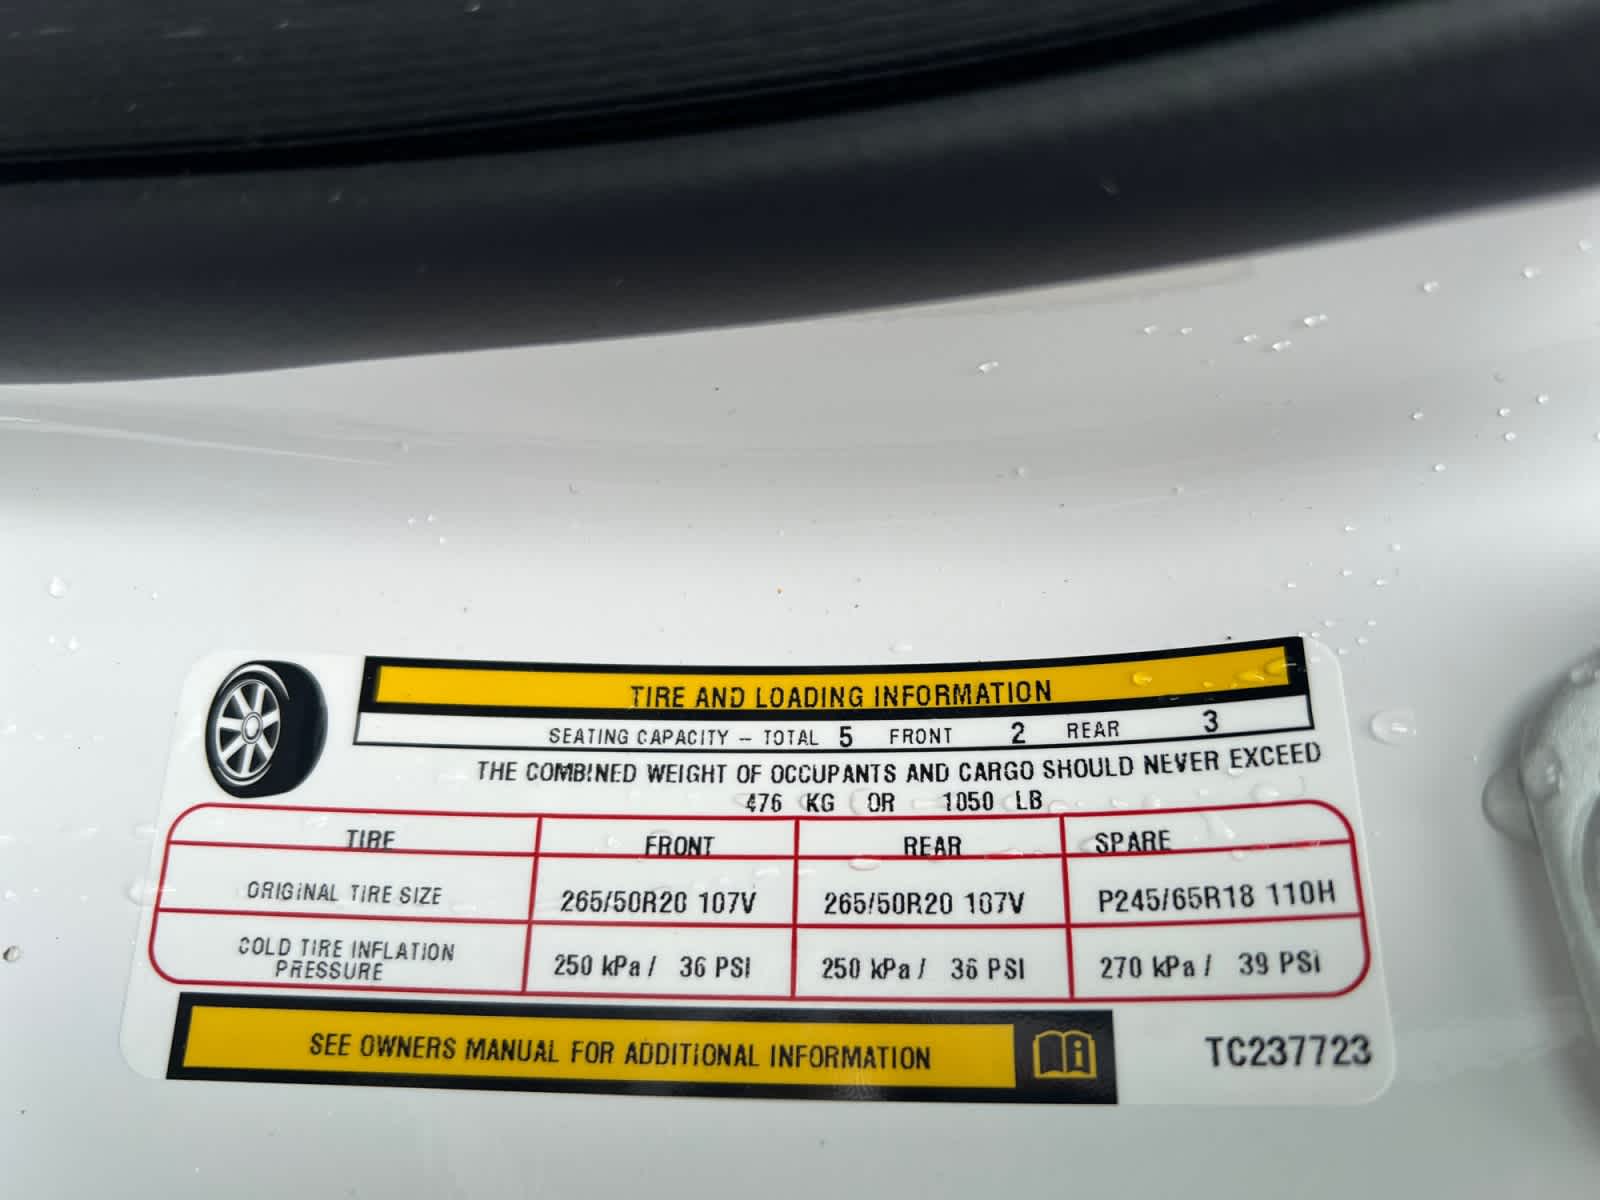 TIRE AND LOADING INFORMATION
SEATING CAPACITY – TOTAL 5 FRONT 2 REAR 3
THE COMBINED WEIGHT OF OCCUPANTS AND CARGO SHOULD NEVER EXCEED
476 KG OR 1050 LB
TIRE FRONT REAR SPARE
ORIGINAL TIRE SIZE 265/50R20 107V 265/50R20 107V P245/65R18 110H
COLD TIRE INFLATION
PRESSURE 250 kPa / 36 PSI 250 kPa / 36 PSI 270 kPa / 39 PSI
SEE OWNERS MANUAL FOR ADDITIONAL INFORMATION
TC237723